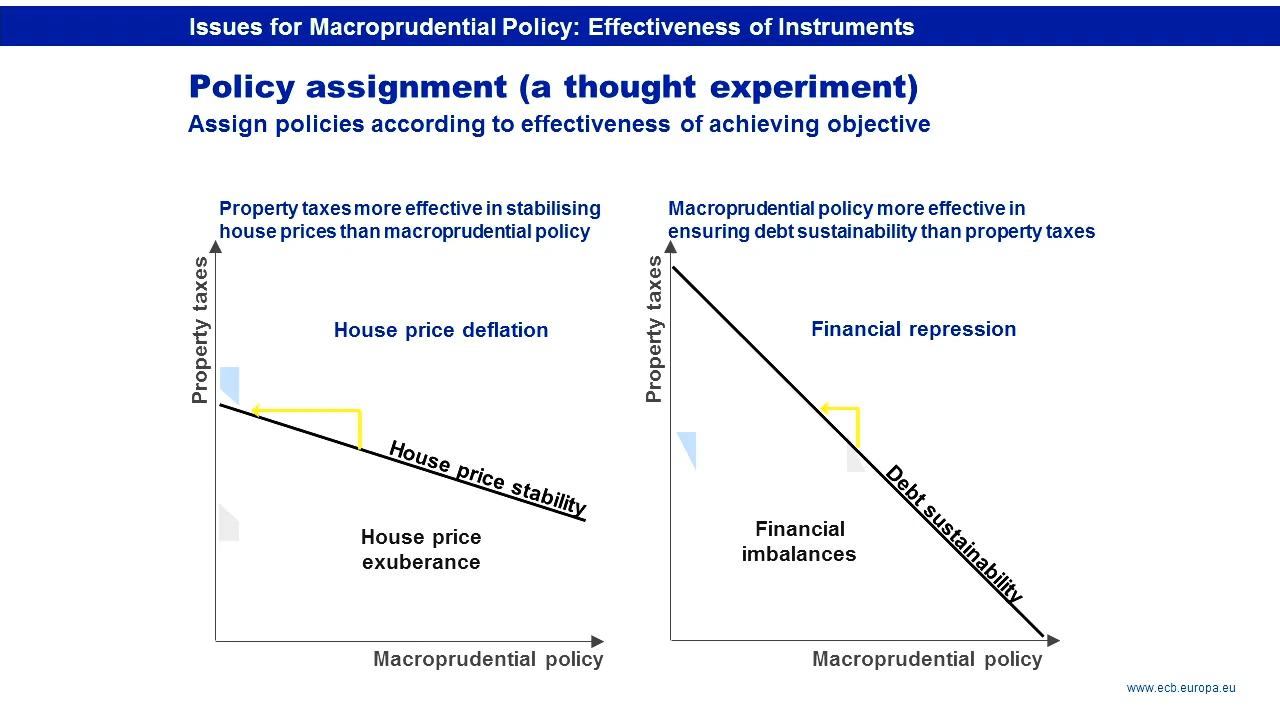 Issues for Macroprudential Policy: Effectiveness of Instruments
Policy assignment (a thought experiment)
Assign policies according to effectiveness of achieving objective
Property taxes more effective in stabilising
house prices than macroprudential policy
Property taxes
House price deflation
House price stability
House price
exuberance
Macroprudential policy
Macroprudential policy more effective in
ensuring debt sustainability than property taxes
Property taxes
Financial repression
Debt sustainability
Financial
imbalances
Macroprudential policy
www.ecb.europa.eu